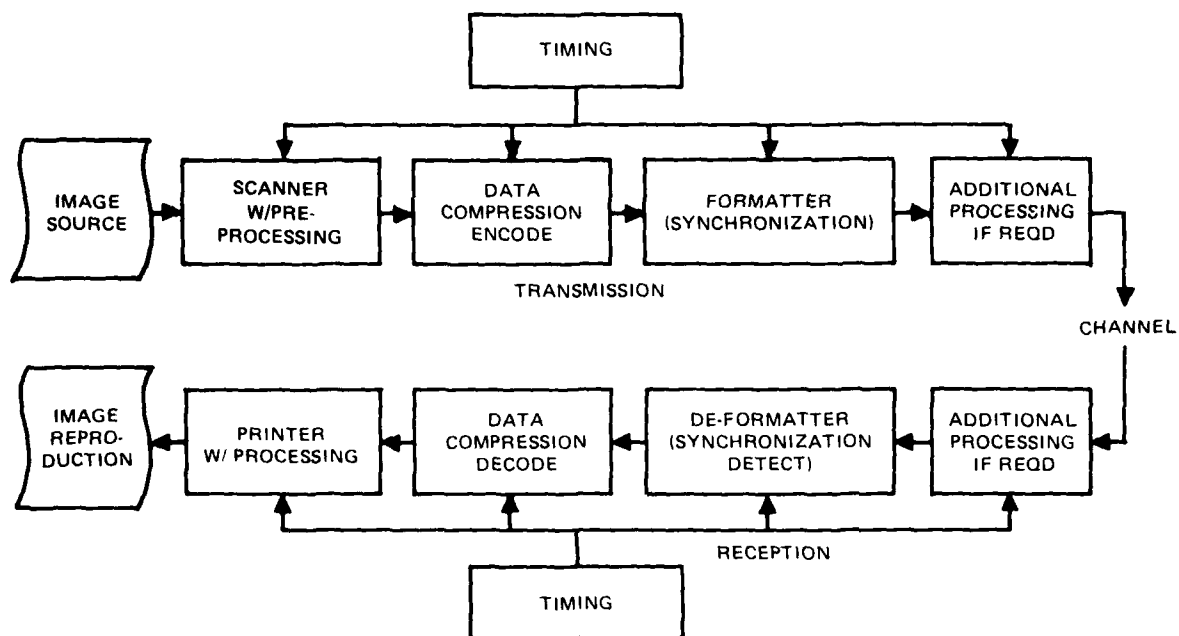 TIMING
IMAGE
SOURCE
SCANNER
W/PRE-
PROCESSING
DATA
COMPRESSION
ENCODE
FORMATTER
(SYNCHRONIZATION)
ADDITIONAL
PROCESSING
IF REQD
TRANSMISSION
CHANNEL
IMAGE
REPRO-
DUCTION
PRINTER
W/ PROCESSING
DATA
COMPRESSION
DECODE
DE-FORMATTER
(SYNCHRONIZATION
DETECT)
ADDITIONAL
PROCESSING
IF REQD
RECEPTION
TIMING